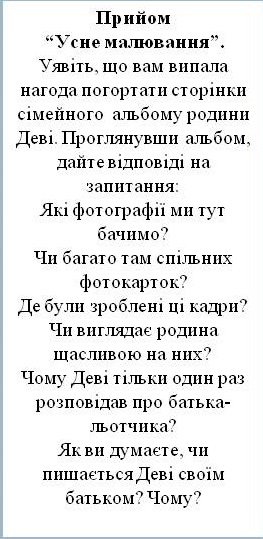 Прийом
“Усне малювання”.
Уявіть, що вам випала
нагода погортати сторінки
сімейного альбому родини
Деві. Проглянувши альбом,
дайте відповіді на
запитання:
Які фотографії ми тут
бачимо?
Чи багато там спільних
фотокарток?
Де були зроблені ці кадри?
Чи виглядає родина
щасливою на них?
Чому Деві тільки один раз
розповідав про батька-
льотчика?
Як ви думаєте, чи
пишається Деві своїм
батьком? Чому?